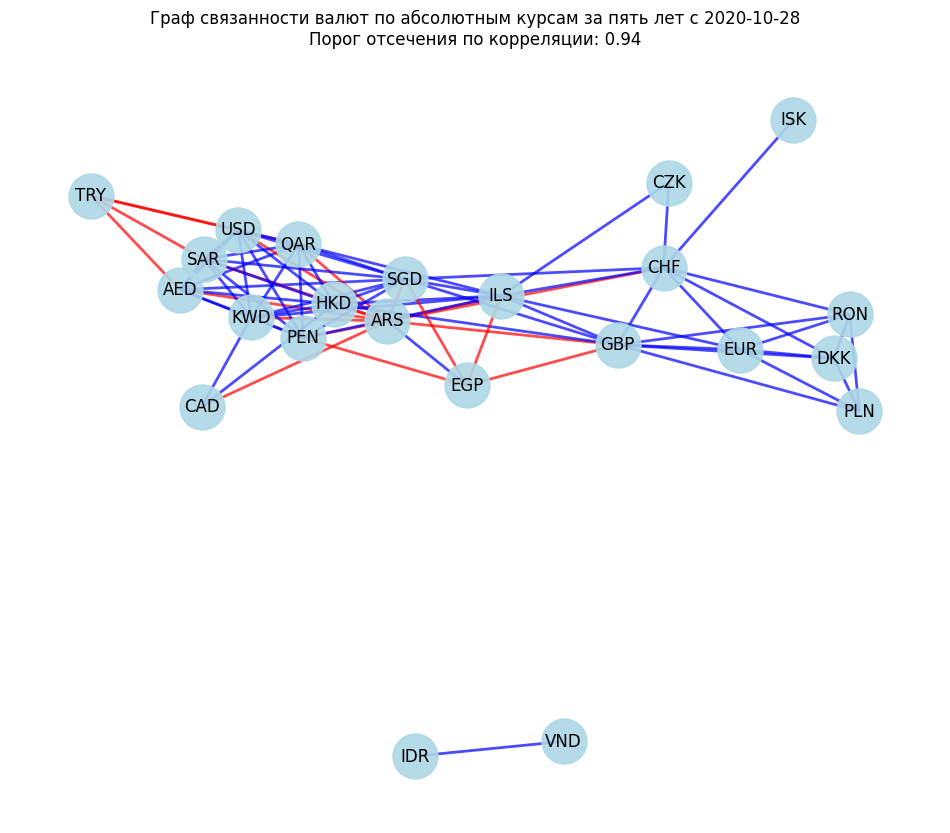 Граф связанности валют по абсолютным курсам за пять лет с 2020-10-28
Порог отсечения по корреляции: 0.94
ISK
CZK
TRY
USD
QAR
SAR
CHF
SGD
AED
ILS
HKD
KWD
ARS
RON
PEN
GBP
EUR
DKK
EGP
CAD
PLN
VND
IDR